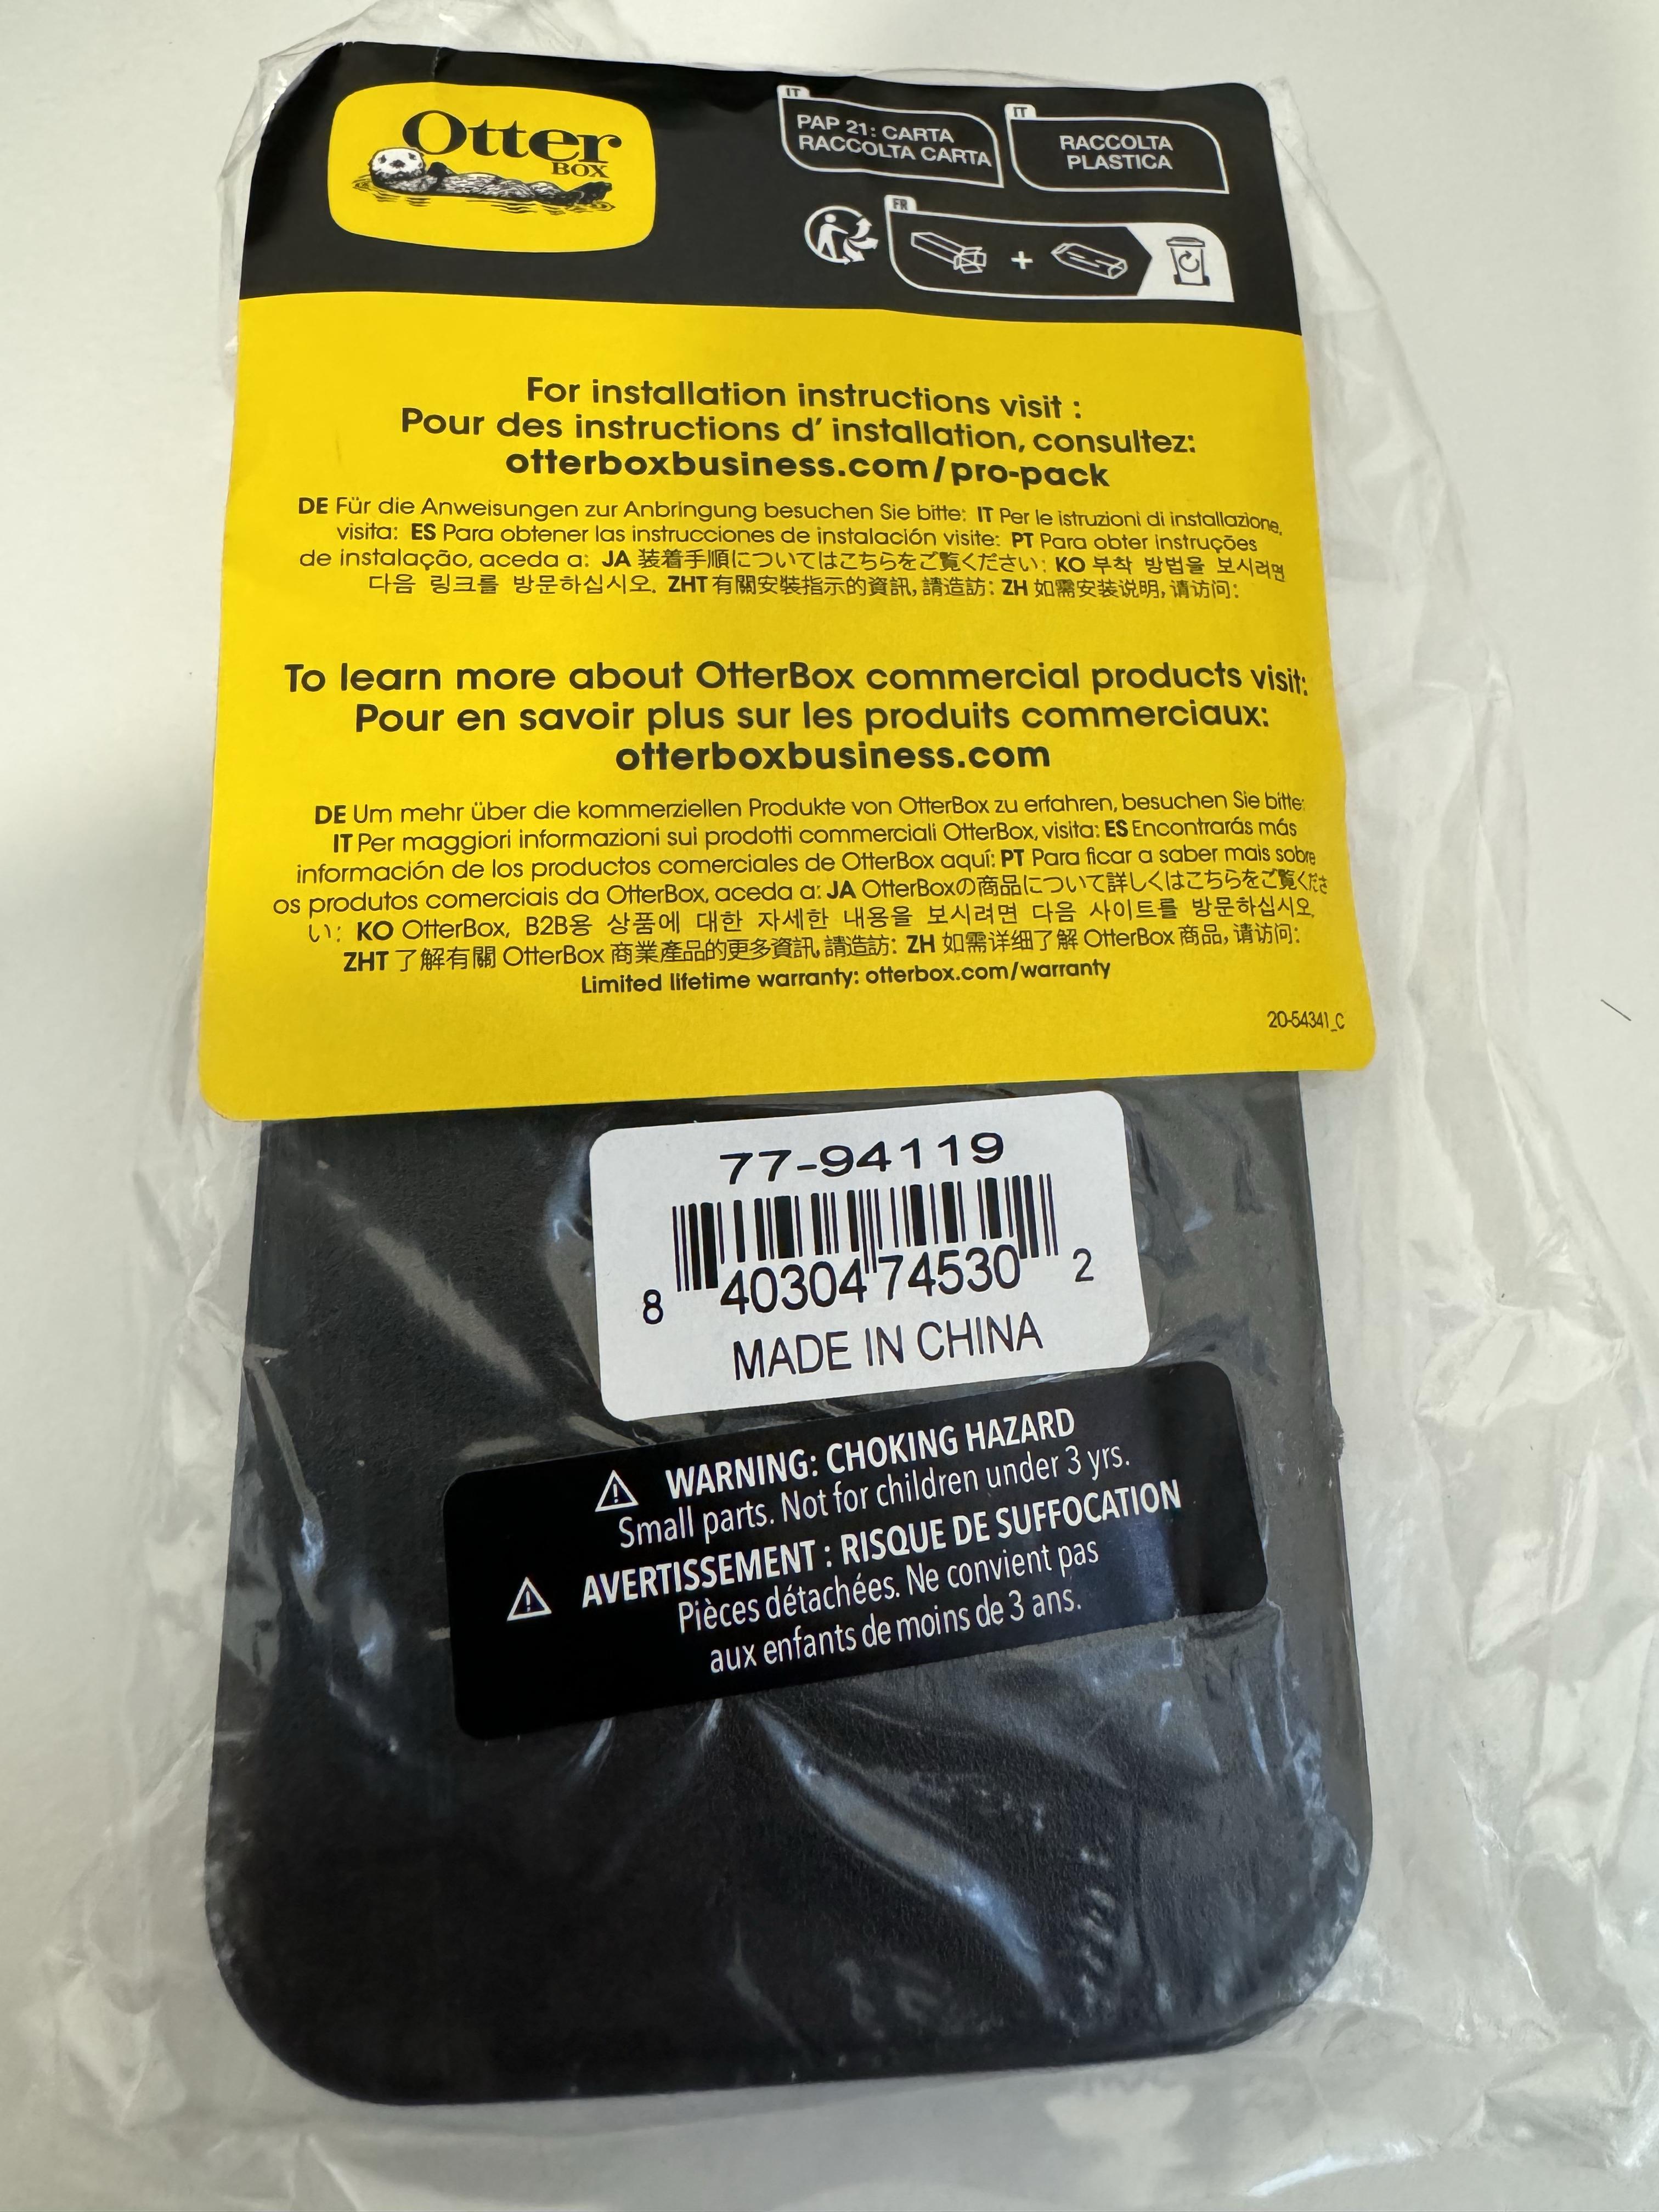 Otter
BOX
IT
PAP 21: CARTA
RACCOLTA CARTA
IT
RACCOLTA
PLASTICA
FR
+
For installation instructions visit :
Pour des instructions d' installation, consultez:
otterboxbusiness.com/pro-pack
DE Für die Anweisungen zur Anbringung besuchen Sie bitte: IT Per le istruzioni di installazione,
visita: ES Para obtener las instrucciones de instalación visite: PT Para obter instruções
de instalação, aceda a: JA 装着手順についてはこちらをご覧ください: KO 부착 방법을 보시려면
다음 링크를 방문하십시오. ZHT 有關安裝指示的資訊, 請造訪: ZH 如需安装说明, 请访问:
To learn more about OtterBox commercial products visit:
Pour en savoir plus sur les produits commerciaux:
otterboxbusiness.com
DE Um mehr über die kommerziellen Produkte von OtterBox zu erfahren, besuchen Sie bitte:
IT Per maggiori informazioni sui prodotti commerciali OtterBox, visita: ES Encontrarás más
información de los productos comerciales de OtterBox aquí: PT Para ficar a saber mais sobre
os produtos comerciais da OtterBox, aceda a: JA OtterBoxの商品について詳しくはこちらをご覧くださ
い: KO OtterBox, B2B용 상품에 대한 자세한 내용을 보시려면 다음 사이트를 방문하십시오.
ZHT 了解有關 OtterBox 商業產品的更多資訊, 請造訪: ZH 如需详细了解 OtterBox 商品, 请访问:
Limited lifetime warranty: otterbox.com/warranty
20-54341_C
77-94119
8 40304 74530 2
MADE IN CHINA
WARNING: CHOKING HAZARD
Small parts. Not for children under 3 yrs.
AVERTISSEMENT : RISQUE DE SUFFOCATION
Pièces détachées. Ne convient pas
aux enfants de moins de 3 ans.